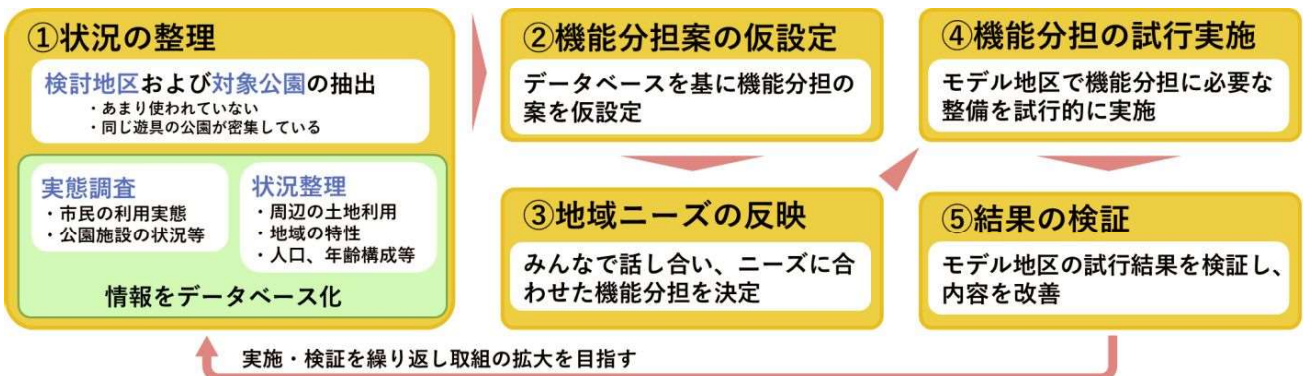 ①状況の整理
検討地区および対象公園の抽出
・あまり使われていない
・同じ遊具の公園が密集している
実態調査
・市民の利用実態
・公園施設の状況等
状況整理
・周辺の土地利用
・地域の特性
・人口、年齢構成等
情報をデータベース化
②機能分担案の仮設定
データベースを基に機能分担の
案を仮設定
③地域ニーズの反映
みんなで話し合い、ニーズに合
わせた機能分担を決定
④機能分担の試行実施
モデル地区で機能分担に必要な
整備を試行的に実施
⑤結果の検証
モデル地区の試行結果を検証し、
内容を改善
実施・検証を繰り返し取組の拡大を目指す